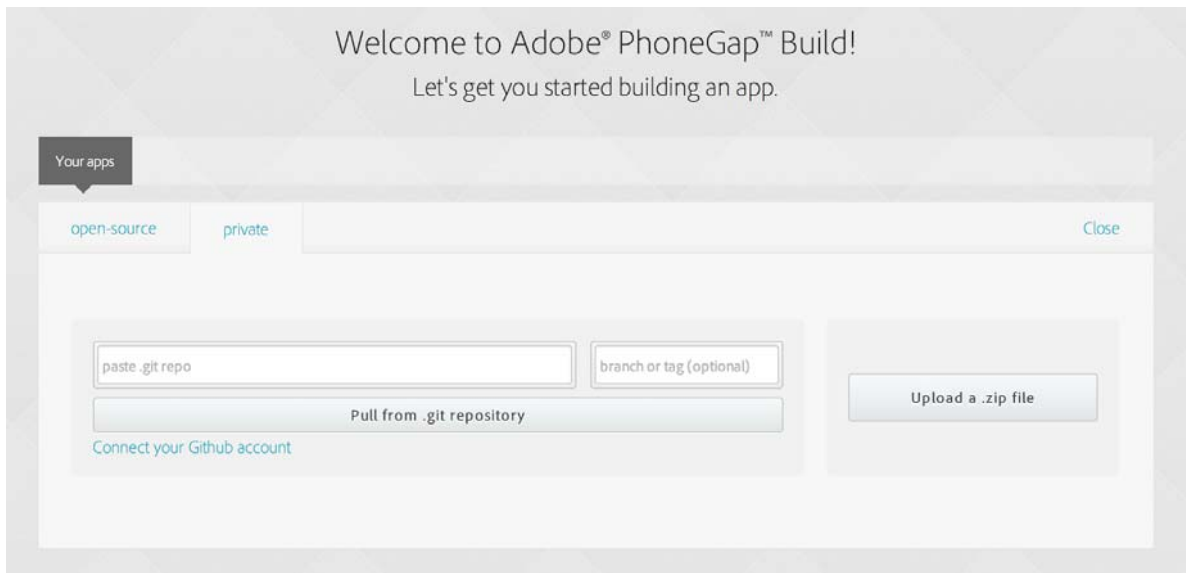 Welcome to Adobe® PhoneGap™ Build!
Let's get you started building an app.
Your apps
open-source
private
Close
paste .git repo
branch or tag (optional)
Pull from .git repository
Connect your Github account
Upload a .zip file